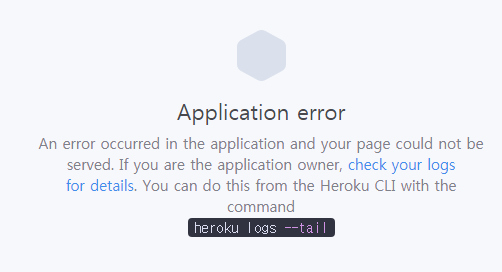 Application error
An error occurred in the application and your page could not be
served. If you are the application owner, check your logs
for details. You can do this from the Heroku CLI with the
command
heroku logs --tail